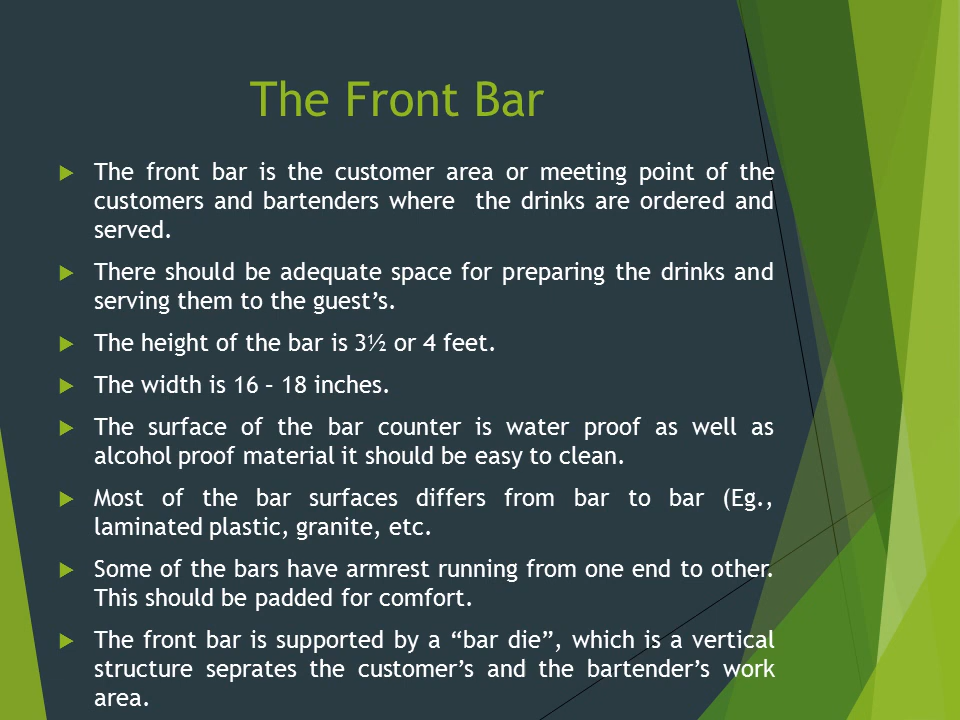 The Front Bar
The front bar is the customer area or meeting point of the
customers and bartenders where  the drinks are ordered and
served.
There should be adequate space for preparing the drinks and
serving them to the guest’s.
The height of the bar is 3½ or 4 feet.
The width is 16 – 18 inches.
The surface of the bar counter is water proof as well as
alcohol proof material it should be easy to clean.
Most of the bar surfaces differs from bar to bar (Eg.,
laminated plastic, granite, etc.
Some of the bars have armrest running from one end to other.
This should be padded for comfort.
The front bar is supported by a “bar die”, which is a vertical
structure seprates the customer’s and the bartender’s work
area.